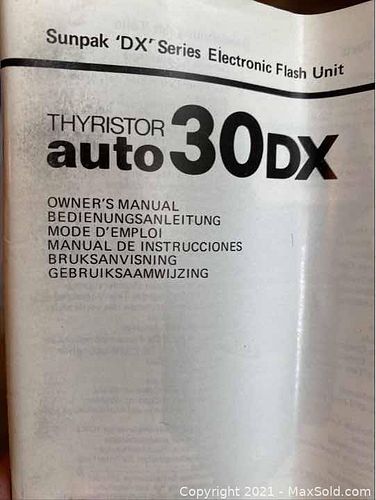 Sunpak 'DX' Series Electronic Flash Unit
THYRISTOR
auto 30DX
OWNER'S MANUAL
BEDIENUNGSANLEITUNG
MODE D'EMPLOI
MANUAL DE INSTRUCCIONES
BRUKSANVISNING
GEBRUIKSAAMWIJZING
Copyright 2021 - MaxSold.com